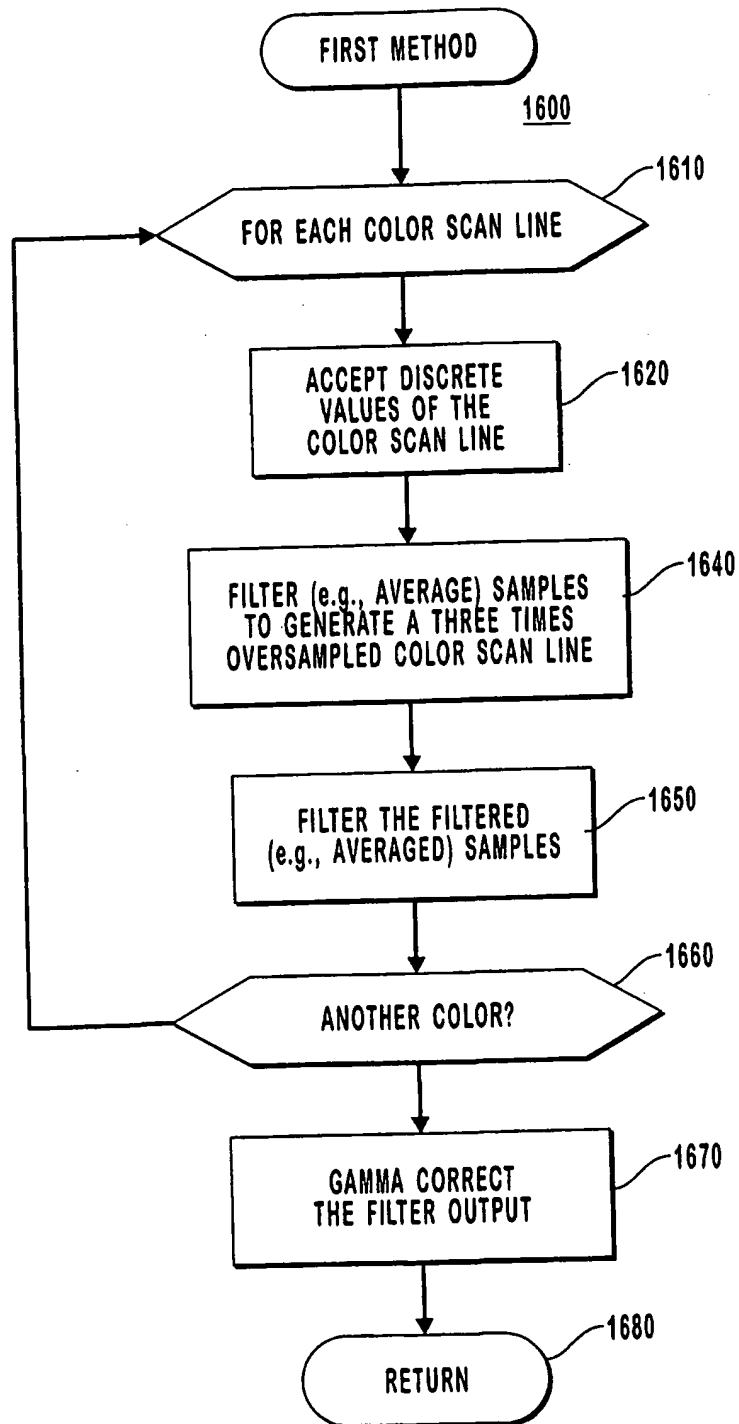 FIRST METHOD
1600
1610
FOR EACH COLOR SCAN LINE
ACCEPT DISCRETE
VALUES OF THE
COLOR SCAN LINE
1620
FILTER (e.g., AVERAGE) SAMPLES
TO GENERATE A THREE TIMES
OVERSAMPLED COLOR SCAN LINE
1640
FILTER THE FILTERED
(e.g., AVERAGED) SAMPLES
1650
1660
ANOTHER COLOR?
GAMMA CORRECT
THE FILTER OUTPUT
1670
RETURN
1680